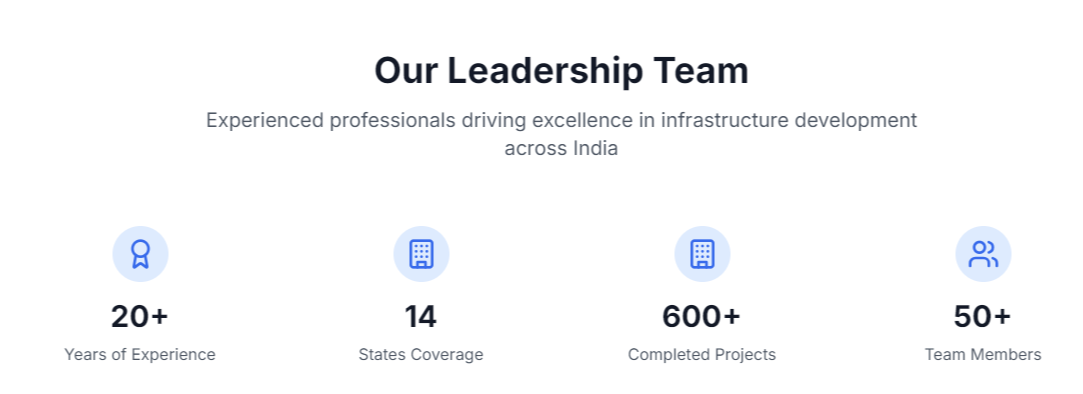 Our Leadership Team
Experienced professionals driving excellence in infrastructure development
across India
20+
14
600+
50+
Years of Experience
States Coverage
Completed Projects
Team Members